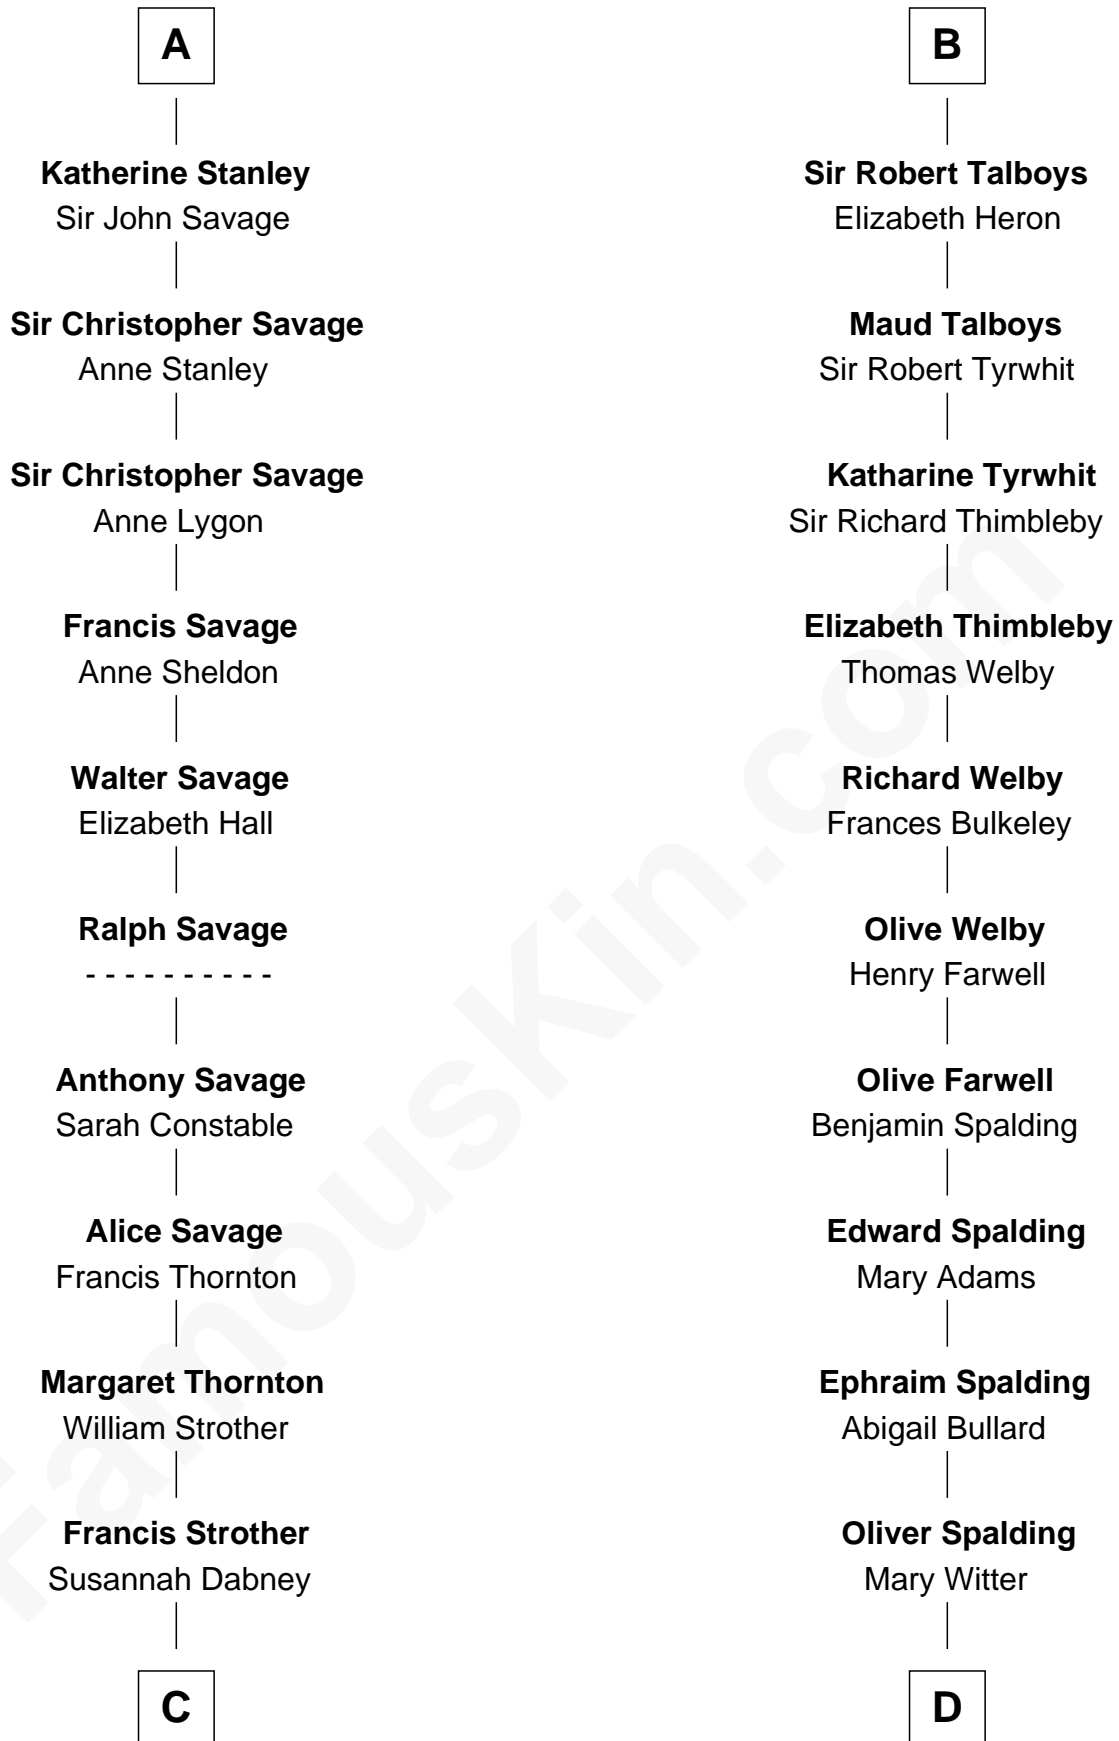 A
Katherine Stanley
Sir John Savage
Sir Christopher Savage
Anne Stanley
Sir Christopher Savage
Anne Lygon
Francis Savage
Anne Sheldon
Walter Savage
Elizabeth Hall
Ralph Savage
- - - - - - - - - -
Anthony Savage
Sarah Constable
Alice Savage
Francis Thornton
Margaret Thornton
William Strother
Francis Strother
Susannah Dabney
C
B
Sir Robert Talboys
Elizabeth Heron
Maud Talboys
Sir Robert Tyrwhit
Katharine Tyrwhit
Sir Richard Thimbleby
Elizabeth Thimbleby
Thomas Welby
Richard Welby
Frances Bulkeley
Olive Welby
Henry Farwell
Olive Farwell
Benjamin Spalding
Edward Spalding
Mary Adams
Ephraim Spalding
Abigail Bullard
Oliver Spalding
Mary Witter
D
FamousKin.com